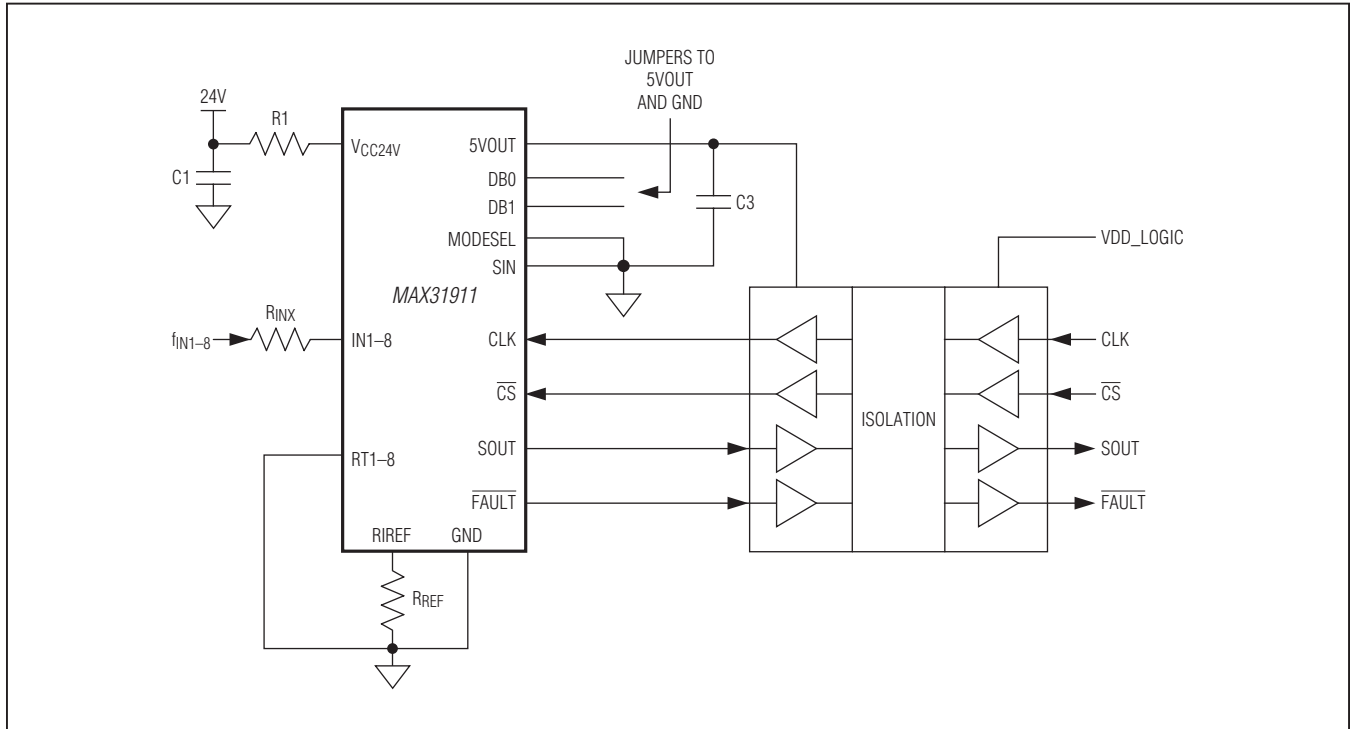 JUMPERS TO
5VOUT
AND GND
24V
R1
C1
VCC24V
5VOUT
DB0
DB1
C3
MODESEL
SIN
VDD_LOGIC
MAX31911
RINX
fIN1–8
IN1–8
CLK
CLK
CS
CS
ISOLATION
SOUT
SOUT
RT1–8
FAULT
FAULT
RIREF
GND
RREF